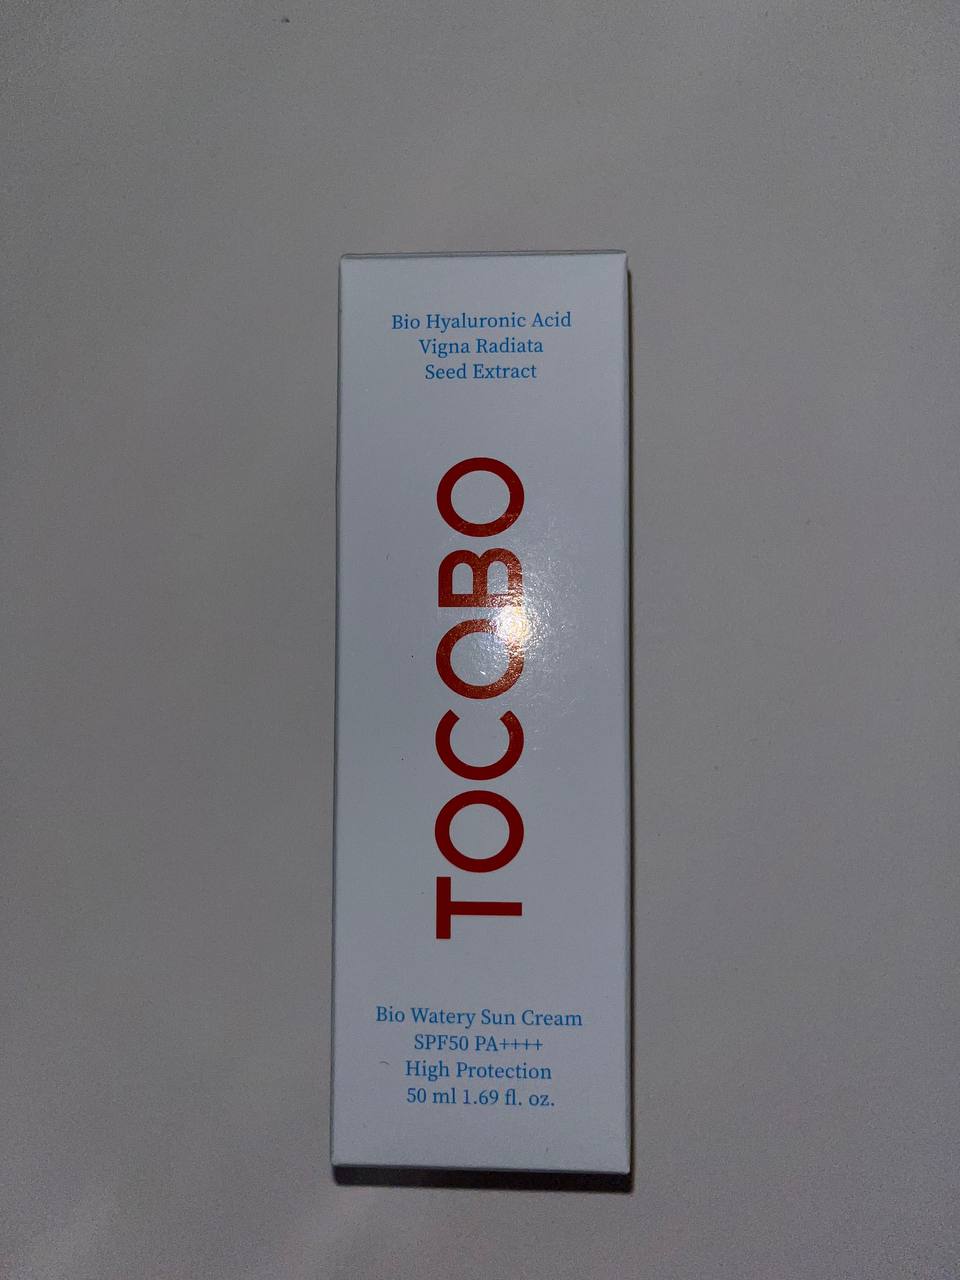 Bio Hyaluronic Acid
Vigna Radiata
Seed Extract
TOCOBO
Bio Watery Sun Cream
SPF50 PA++++
High Protection
50 ml 1.69 fl. oz.